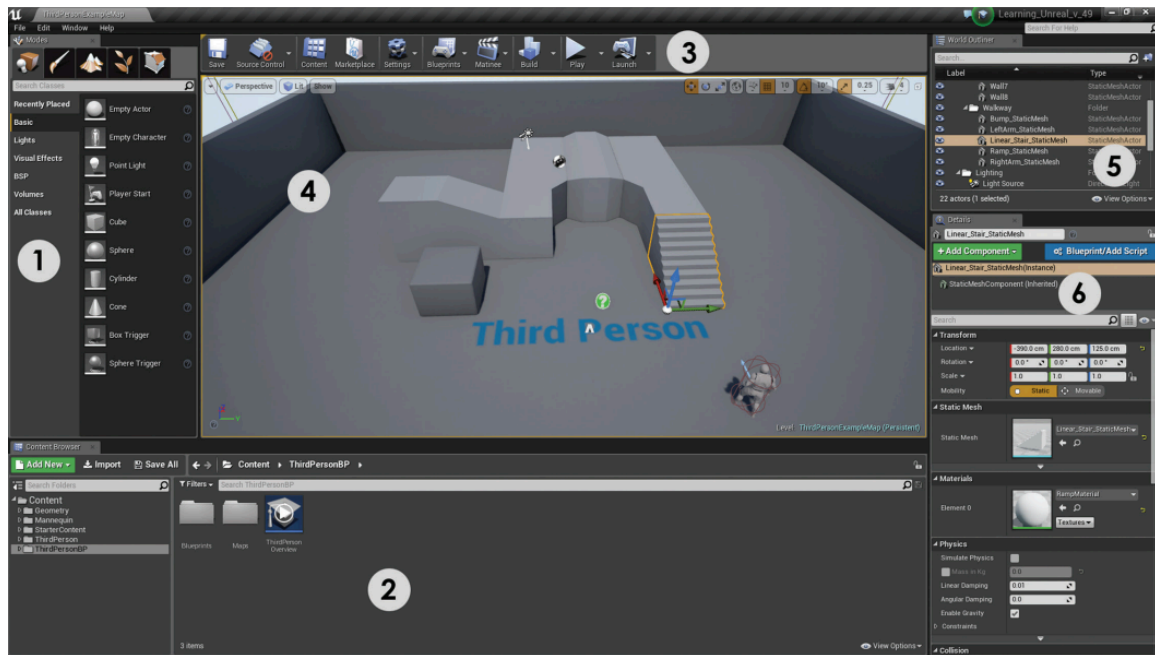 ThirdPersonExampleMap
Learning_Unreal_v_49
File Edit Window Help
Search For Help
Modes
Search Classes
Recently Placed
Basic
Lights
Visual Effects
BSP
Volumes
All Classes
1
Empty Actor
Empty Character
Point Light
Player Start
Cube
Sphere
Cylinder
Cone
Box Trigger
Sphere Trigger
Save Source Control Content Marketplace Settings Blueprints Matinee Build Play Launch
3
Perspective Lit Show
10 10° 0.25 4
4
Third Person
Level: ThirdPersonExampleMap (Persistent)
World Outliner
Search
Label Type
Wall7 StaticMeshActor
Wall8 StaticMeshActor
Walkway Folder
Bump_StaticMesh StaticMeshActor
LeftArm_StaticMesh StaticMeshActor
Linear_Stair_StaticMesh StaticMeshActor
Ramp_StaticMesh StaticMeshActor
RightArm_StaticMesh StaticMeshActor
Lighting
Light Source
5
22 actors (1 selected) View Options
Details
Linear_Stair_StaticMesh
+ Add Component Blueprint/Add Script
Linear_Stair_StaticMesh(Instance)
StaticMeshComponent (Inherited)
6
Search
Transform
Location -390.0 cm 280.0 cm 125.0 cm
Rotation 0.0° 0.0° 0.0°
Scale 1.0 1.0 1.0
Mobility Static Movable
Static Mesh
Static Mesh Linear_Stair_StaticMesh
Materials
Element 0 RampMaterial
Textures
Physics
Simulate Physics
Mass in Kg 0.0
Linear Damping 0.01
Angular Damping 0.0
Enable Gravity
Constraints
Collision
Content Browser
Add New Import Save All Content ThirdPersonBP
Search Folders
Content
Geometry
Mannequin
StarterContent
ThirdPerson
ThirdPersonBP
Filters Search ThirdPersonBP
Blueprints Maps ThirdPerson
Overview
2
3 items View Options